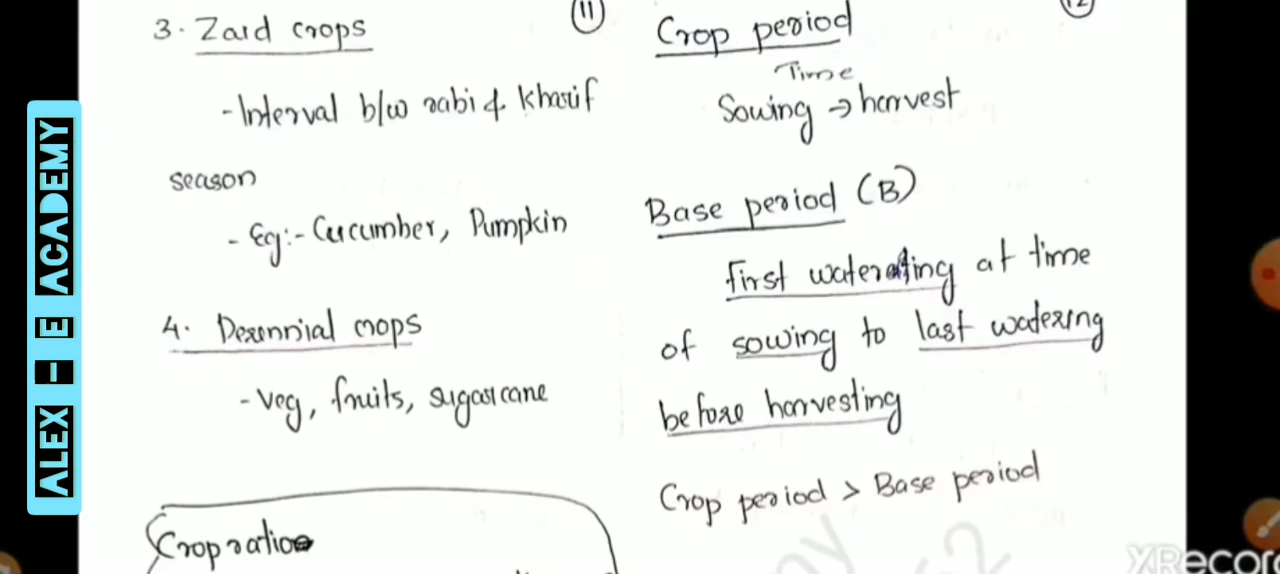 3. Zaid crops
- Interval b/w rabi & kharif
season
- Eg:- Cucumber, Pumpkin
4. Perennial crops
- Veg, fruits, sugarcane
Crop ratio
11
12
Crop period
Time
Sowing → harvest
Base period (B)
first watering at time
of sowing to last watering
before harvesting
Crop period > Base period
ALEX - E ACADEMY
XRecor